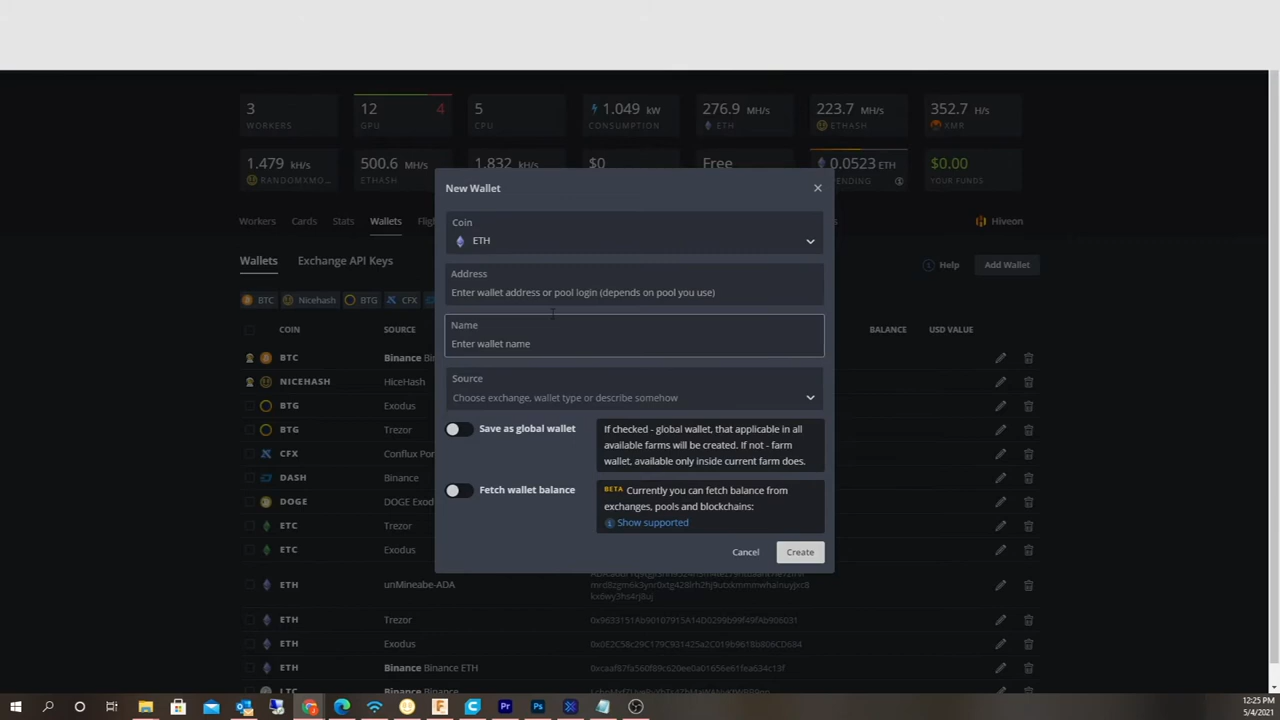 3
12 4
5
1.049 kW
276.9 MH/s
223.7 MH/s
352.7 H/s
WORKERS
GPU
CPU
CONSUMPTION
ETH
ETHASH
XMR
1.479 kH/s
500.6 MH/s
1.832 kH/s
$0
Free
0.0523 ETH
$0.00
RANDOMXMO...
ETHASH
YOUR FUNDS
New Wallet
Coin
ETH
Address
Enter wallet address or pool login (depends on pool you use)
Name
Enter wallet name
Source
Choose exchange, wallet type or describe somehow
Save as global wallet
If checked - global wallet, that applicable in all
available farms will be created. If not - farm
wallet, available only inside current farm does.
Fetch wallet balance
BETA Currently you can fetch balance from
exchanges, pools and blockchains:
Show supported
Cancel Create
Workers Cards Stats Wallets
Hiveon
Wallets Exchange API Keys
Help Add Wallet
BTC Nicehash BTG CFX
COIN SOURCE BALANCE USD VALUE
BTC Binance
NICEHASH HiceHash
BTG Exodus
BTG Trezor
CFX Conflux
DASH Binance
DOGE DOGE
ETC Trezor
ETC Exodus
ETH unMineabe-ADA
ETH Trezor
ETH Exodus
ETH Binance Binance ETH
LTC
12:25 PM
5/4/2021